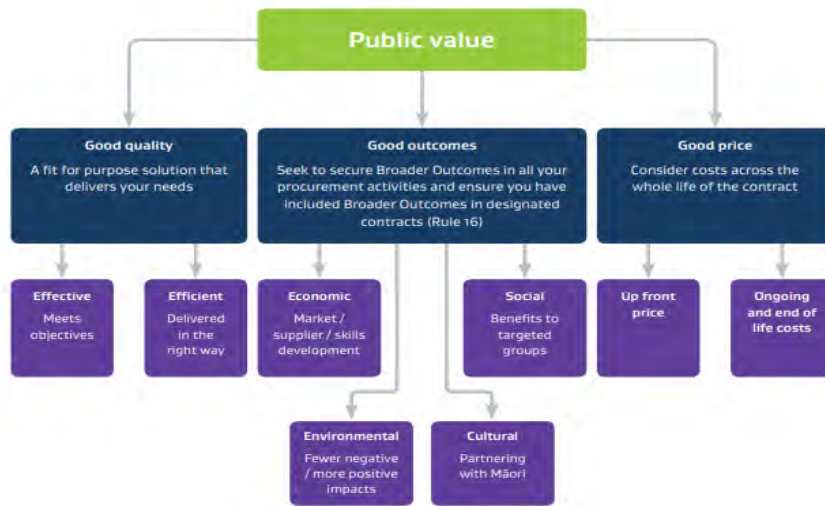 Public value
Good quality
A fit for purpose solution that
delivers your needs
Good outcomes
Seek to secure Broader Outcomes in all your
procurement activities and ensure you have
included Broader Outcomes in designated
contracts (Rule 16)
Good price
Consider costs across the
whole life of the contract
Effective
Meets
objectives
Efficient
Delivered
in the
right way
Economic
Market /
supplier / skills
development
Social
Benefits to
targeted
groups
Up front
price
Ongoing
and end of
life costs
Environmental
Fewer negative
/ more positive
impacts
Cultural
Partnering
with Māori